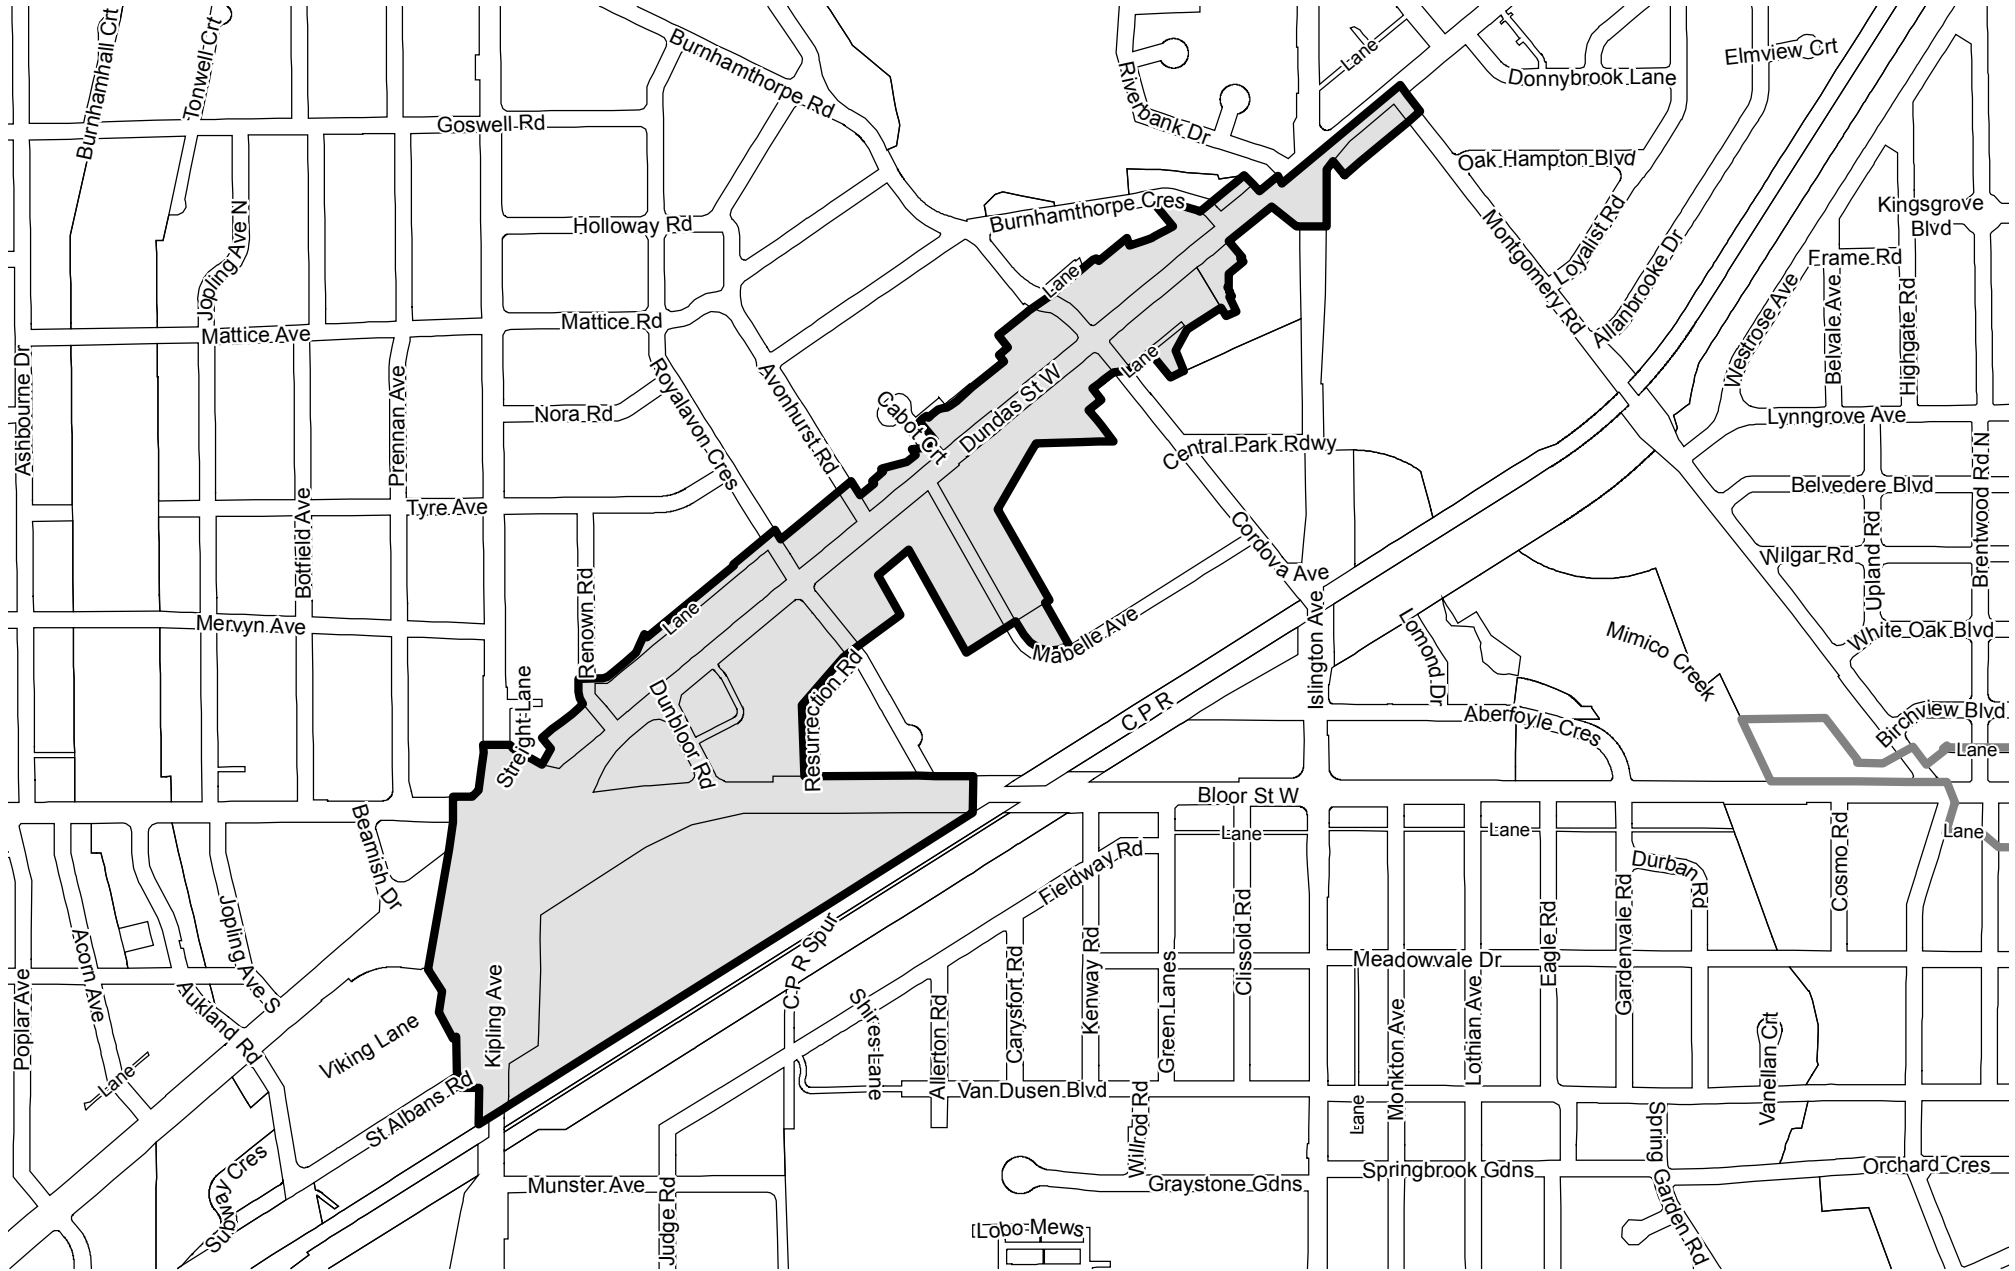 Burnhamhall Crt
Tonwell Crt
Burnhamthorpe Rd
Riverbank Dr
Lane
Donnybrook Lane
Elmview Crt
Goswell Rd
Oak Hampton Blvd
Loyalist Rd
Kingsgrove
Blvd
Jopling Ave N
Holloway Rd
Burnhamthorpe Cres
Montgomery Rd
Allanbrooke Dr
Frame Rd
Lane
Mattice Ave
Mattice Rd
Westrose Ave
Belvale Ave
Highgate Rd
Ashbourne Dr
Prennan Ave
Royalavon Cres
Avonhurst Rd
Cabot Crt
Dundas St W
Lane
Nora Rd
Lynngrove Ave
Central Park Rdwy
Brentwood Rd N
Botfield Ave
Tyre Ave
Belvedere Blvd
Cordova Ave
Wilgar Rd
Upland Rd
Renown Rd
Lane
Mervyn Ave
Mabelle Ave
Islington Ave
Lomond Dr
Mimico Creek
White Oak Blvd
Streight Lane
Dunbloor Rd
Resurrection Rd
C P R
Aberfoyle Cres
Birchview Blvd
Lane
Bloor St W
Beamish Dr
Lane
Lane
Lane
Fieldway Rd
Durban Rd
Cosmo Rd
Acorn Ave
Jopling Ave S
C P R Spur
Clissold Rd
Eagle Rd
Gardenvale Rd
Meadowvale Dr
Poplar Ave
Aukland Rd
Viking Lane
Kipling Ave
Shires Lane
Allerton Rd
Carysfort Rd
Kenway Rd
Green Lanes
Monkton Ave
Lothian Ave
Vanellan Crt
Lane
St Albans Rd
Van Dusen Blvd
Willrod Rd
Lane
Spring Garden Rd
Subway Cres
Munster Ave
Judge Rd
Graystone Gdns
Springbrook Gdns
Orchard Cres
Lobo Mews